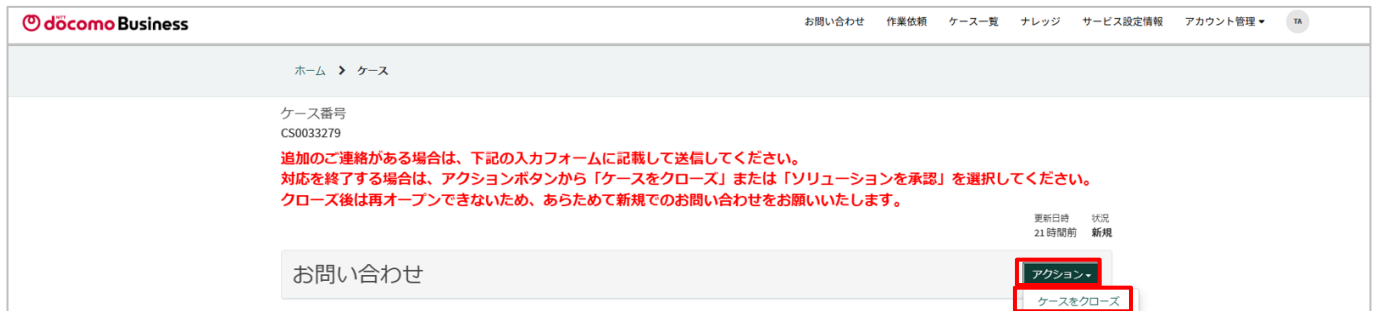 NTT docomo Business
お問い合わせ 作業依頼 ケース一覧 ナレッジ サービス設定情報 アカウント管理 TA
ホーム > ケース
ケース番号
CS0033279
追加のご連絡がある場合は、下記の入力フォームに記載して送信してください。
対応を終了する場合は、アクションボタンから「ケースをクローズ」または「ソリューションを承認」を選択してください。
クローズ後は再オープンできないため、あらためて新規でのお問い合わせをお願いいたします。
更新日時 状況
21時間前 新規
お問い合わせ
アクション
ケースをクローズ